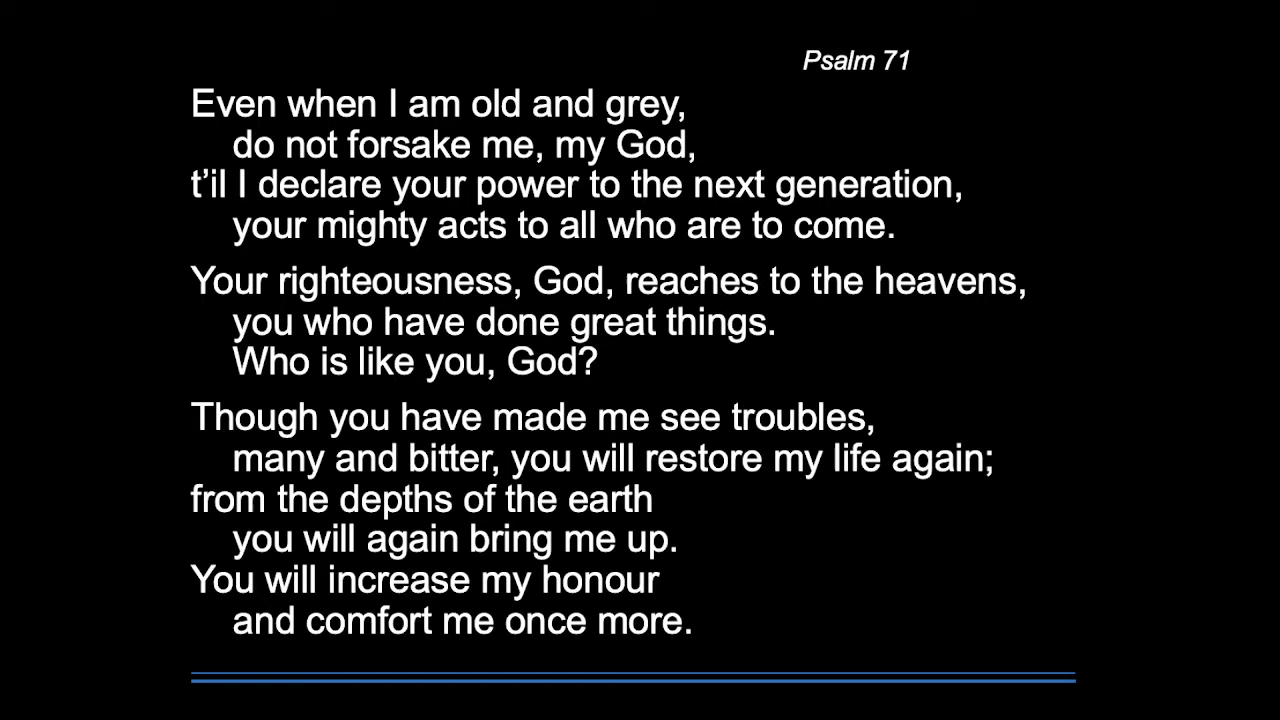 Psalm 71
Even when I am old and grey,
do not forsake me, my God,
t’il I declare your power to the next generation,
your mighty acts to all who are to come.
Your righteousness, God, reaches to the heavens,
you who have done great things.
Who is like you, God?
Though you have made me see troubles,
many and bitter, you will restore my life again;
from the depths of the earth
you will again bring me up.
You will increase my honour
and comfort me once more.